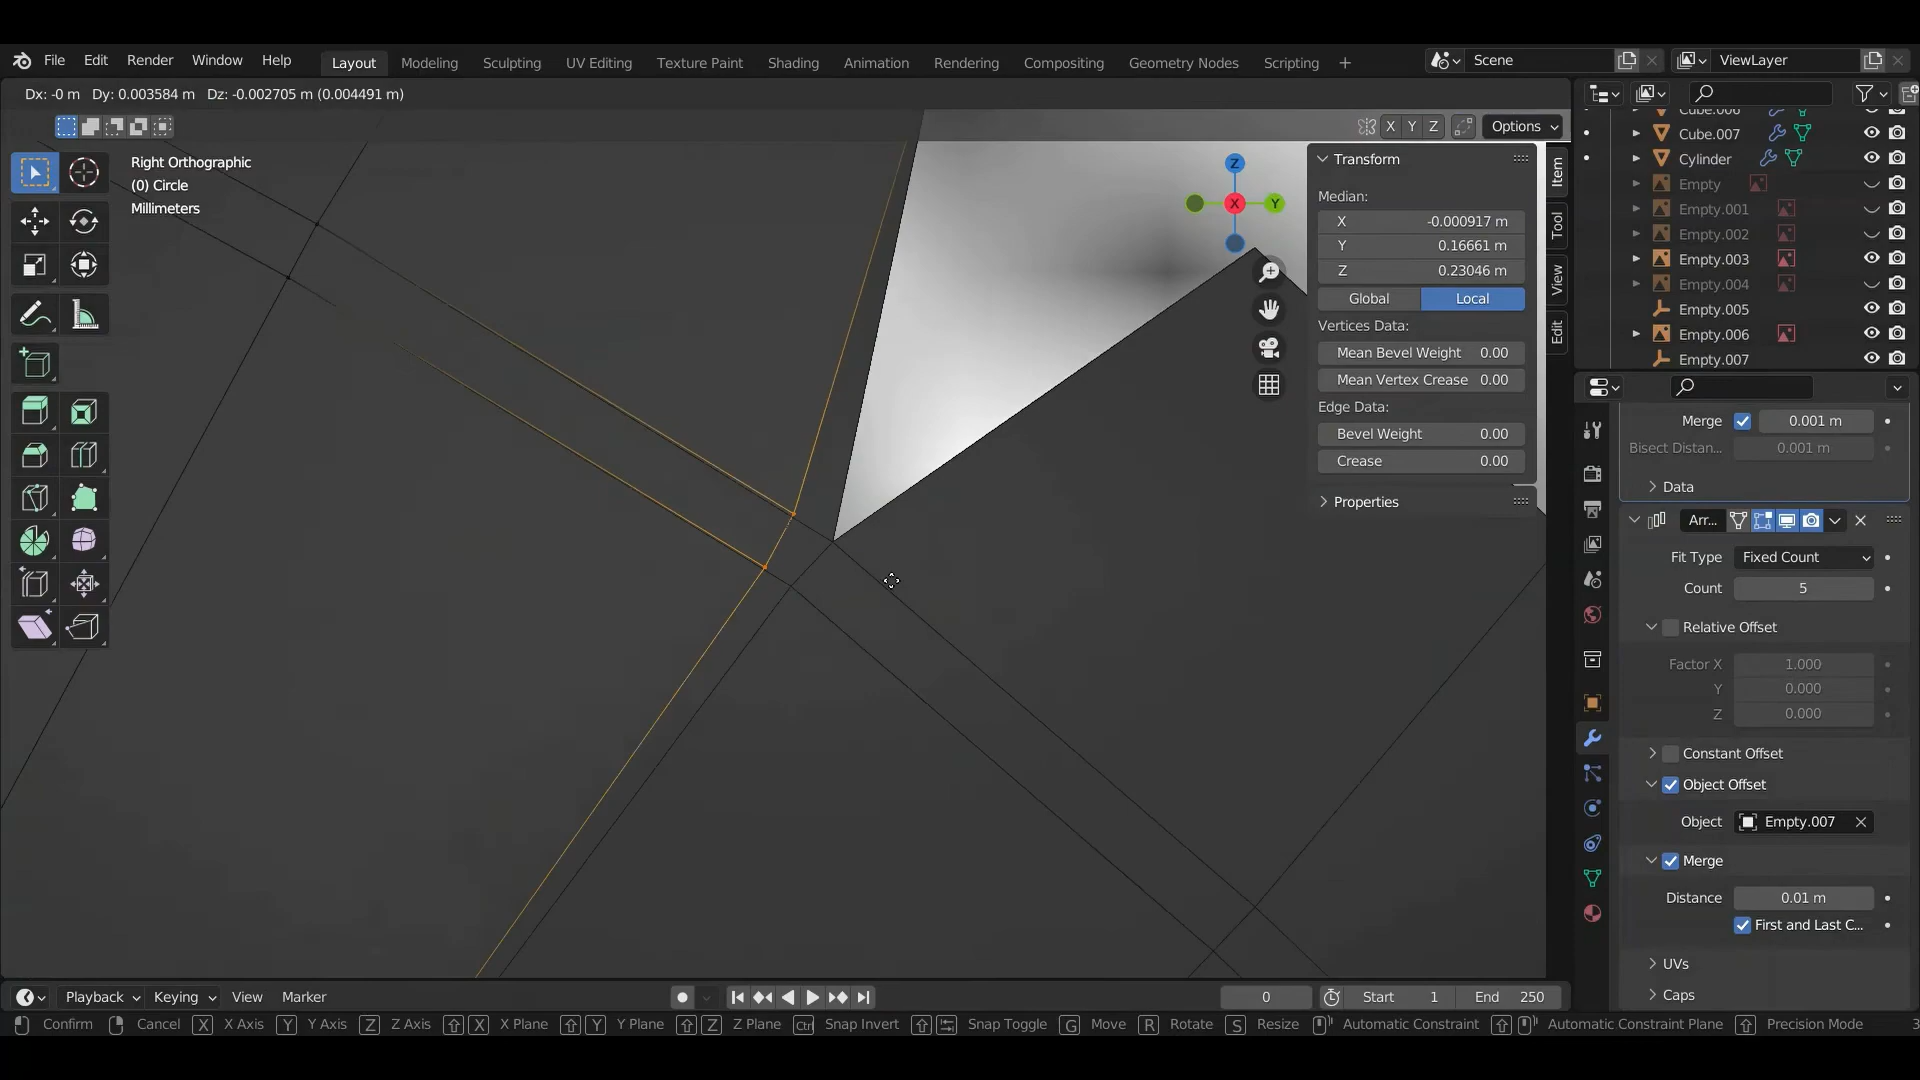 File Edit Render Window Help Layout Modeling Sculpting UV Editing Texture Paint Shading Animation Rendering Compositing Geometry Nodes Scripting + Scene ViewLayer
Dx: -0 m Dy: 0.003584 m Dz: -0.002705 m (0.004491 m)
X Y Z Options
Right Orthographic
(0) Circle
Millimeters
Z
X
Y
Transform
Median:
X -0.000917 m
Y 0.16661 m
Z 0.23046 m
Global Local
Vertices Data:
Mean Bevel Weight 0.00
Mean Vertex Crease 0.00
Edge Data:
Bevel Weight 0.00
Crease 0.00
Properties
Item
Tool
View
Edit
Cube.006
Cube.007
Cylinder
Empty
Empty.001
Empty.002
Empty.003
Empty.004
Empty.005
Empty.006
Empty.007
Merge 0.001 m
Bisect Distan... 0.001 m
Data
Arr...
Fit Type Fixed Count
Count 5
Relative Offset
Factor X 1.000
Y 0.000
Z 0.000
Constant Offset
Object Offset
Object Empty.007
Merge
Distance 0.01 m
First and Last C...
UVs
Caps
Playback Keying View Marker 0 Start 1 End 250
Confirm Cancel X X Axis Y Y Axis Z Z Axis X X Plane Y Y Plane Z Z Plane Ctrl Snap Invert Snap Toggle G Move R Rotate S Resize Automatic Constraint Automatic Constraint Plane Precision Mode